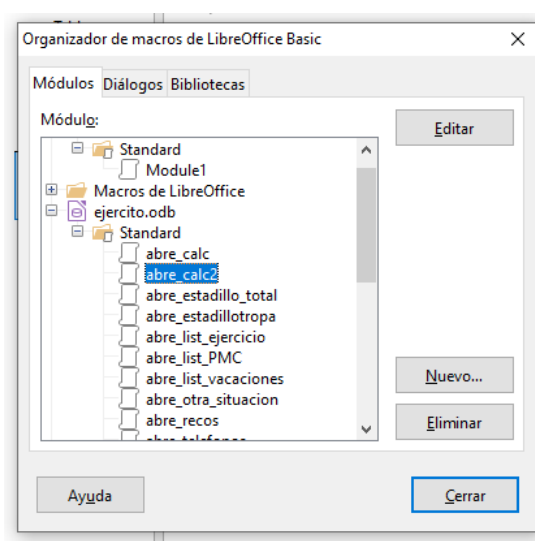 Organizador de macros de LibreOffice Basic
Módulos Diálogos Bibliotecas
Módulo:
Editar
Standard
Module1
Macros de LibreOffice
ejercito.odb
Standard
abre_calc
abre_calc2
abre_estadillo_total
abre_estadillotropa
abre_list_ejercicio
abre_list_PMC
abre_list_vacaciones
Nuevo...
abre_otra_situacion
abre_recos
Eliminar
Ayuda
Cerrar